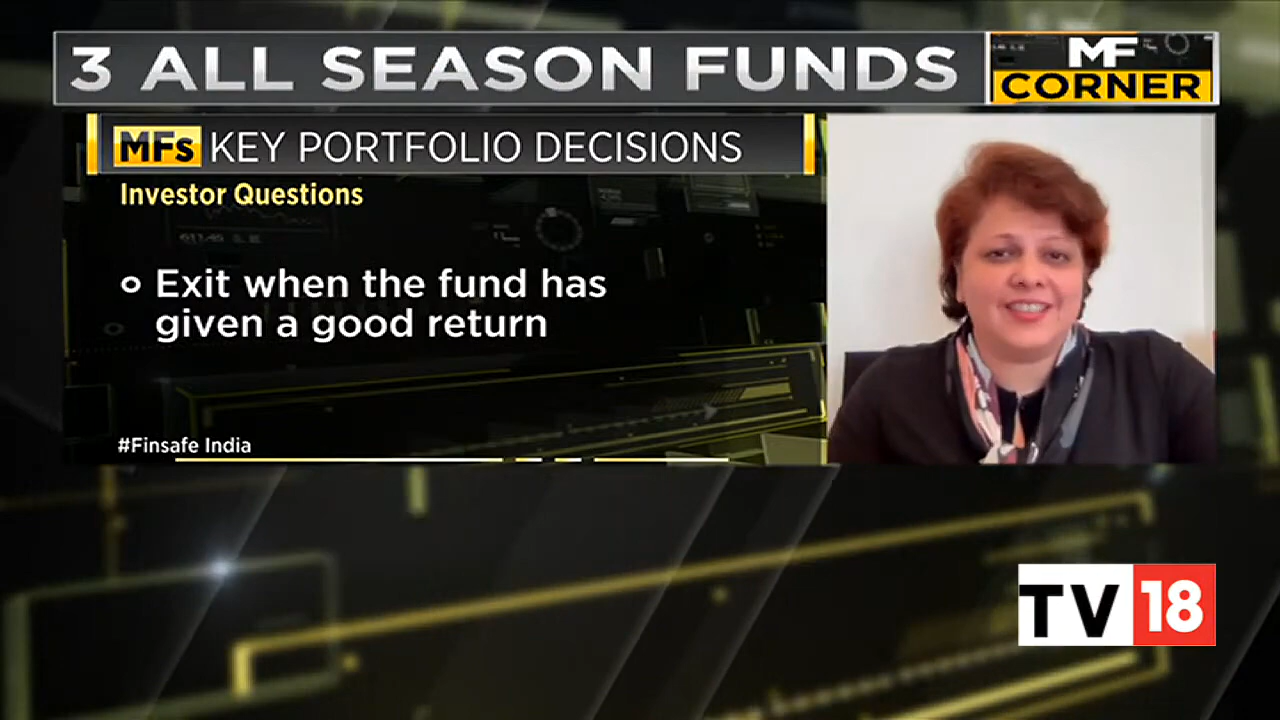 3 ALL SEASON FUNDS
MF
CORNER
MFs KEY PORTFOLIO DECISIONS
Investor Questions
Exit when the fund has
given a good return
#Finsafe India
TV18